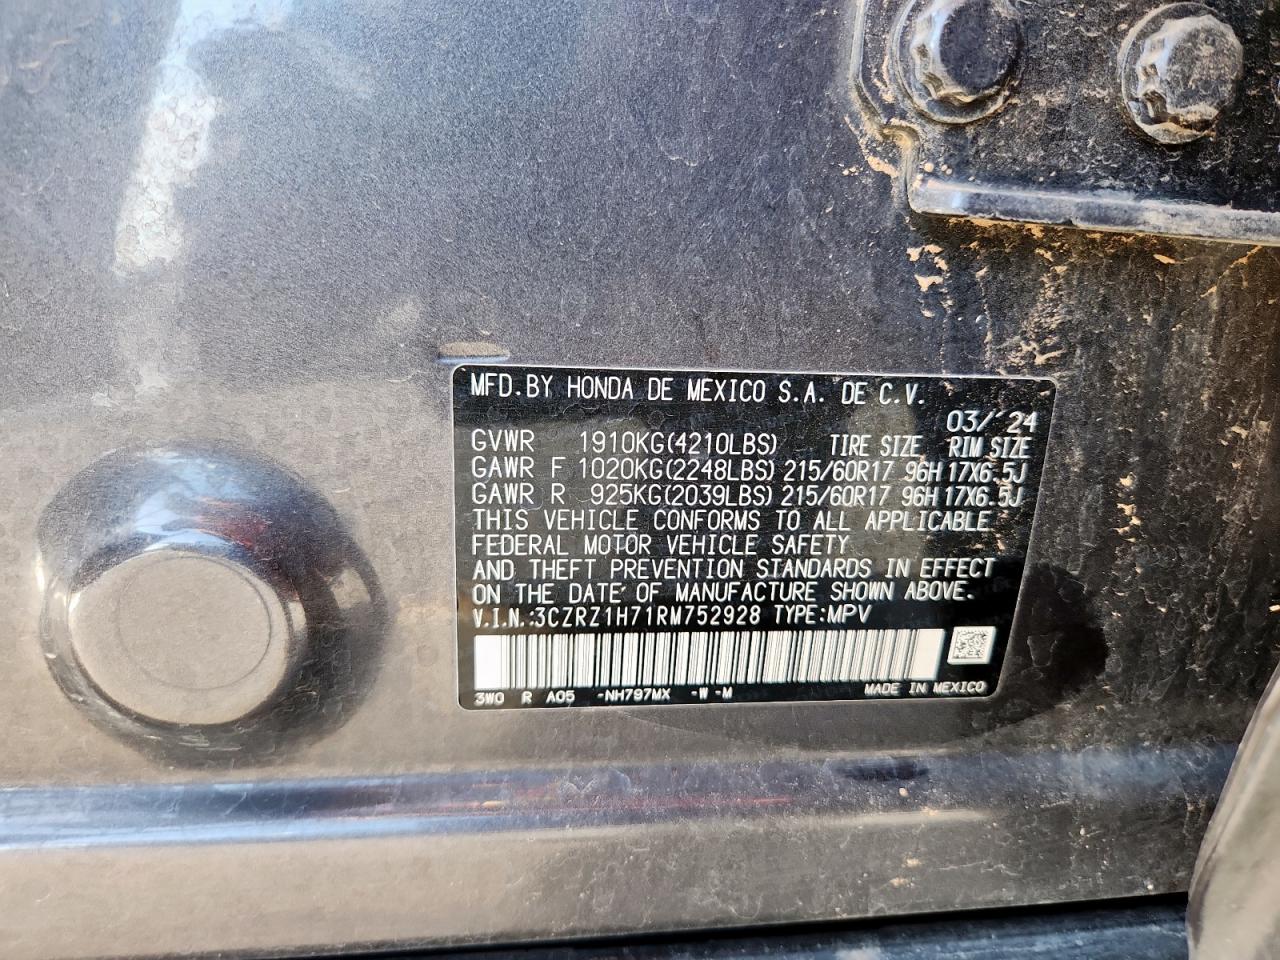 MFD. BY HONDA DE MEXICO S.A. DE C.V.
03/'24
GVWR 1910KG(4210LBS) TIRE SIZE RIM SIZE
GAWR F 1020KG(2248LBS) 215/60R17 96H 17X6.5J
GAWR R 925KG(2039LBS) 215/60R17 96H 17X6.5J
THIS VEHICLE CONFORMS TO ALL APPLICABLE
FEDERAL MOTOR VEHICLE SAFETY
AND THEFT PREVENTION STANDARDS IN EFFECT
ON THE DATE OF MANUFACTURE SHOWN ABOVE.
V.I.N.:3CZRZ1H71RM752928 TYPE:MPV
3W0 R A05 -NH797MX -W -M MADE IN MEXICO